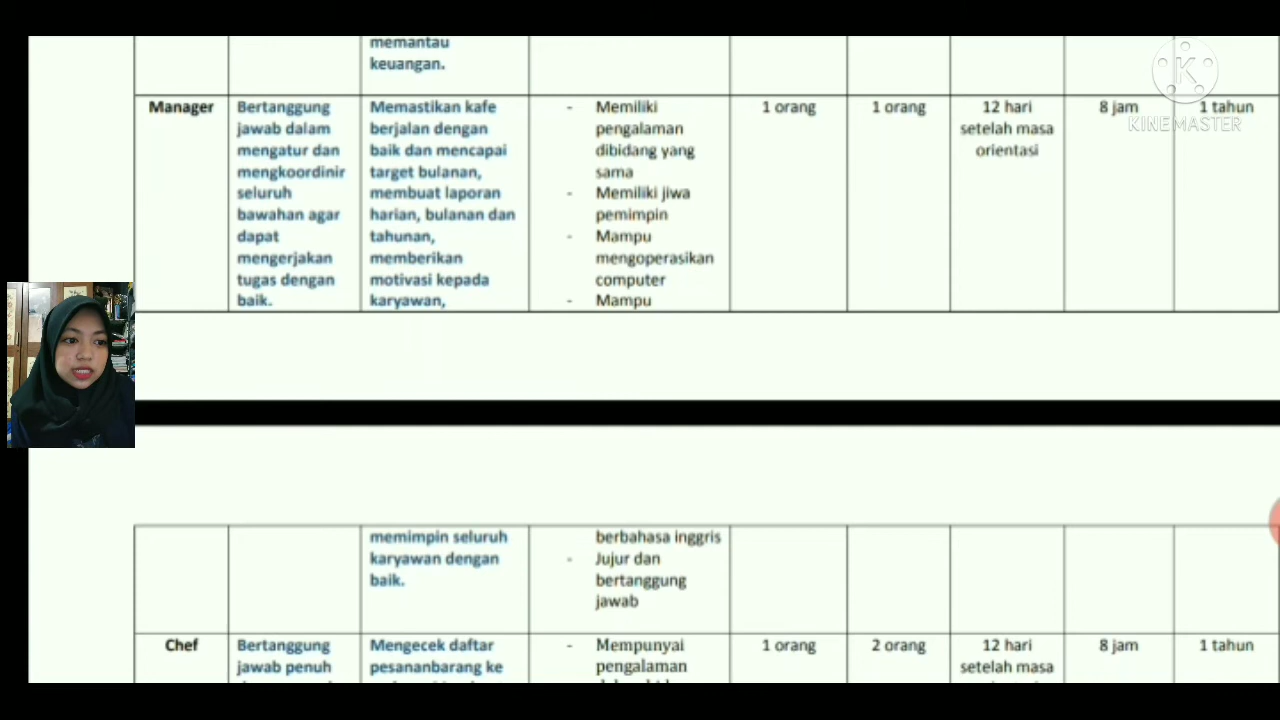 memantau
keuangan.
KINEMASTER
Manager
Bertanggung
jawab dalam
mengatur dan
mengkoordinir
seluruh
bawahan agar
dapat
mengerjakan
tugas dengan
baik.
Memastikan kafe
berjalan dengan
baik dan mencapai
target bulanan,
membuat laporan
harian, bulanan dan
tahunan,
memberikan
motivasi kepada
karyawan,
- Memiliki
pengalaman
dibidang yang
sama
- Memiliki jiwa
pemimpin
- Mampu
mengoperasikan
computer
- Mampu
1 orang
1 orang
12 hari
setelah masa
orientasi
8 jam
1 tahun
memimpin seluruh
karyawan dengan
baik.
berbahasa inggris
- Jujur dan
bertanggung
jawab
Chef
Bertanggung
jawab penuh
Mengecek daftar
pesananbarang ke
- Mempunyai
pengalaman
1 orang
2 orang
12 hari
setelah masa
8 jam
1 tahun